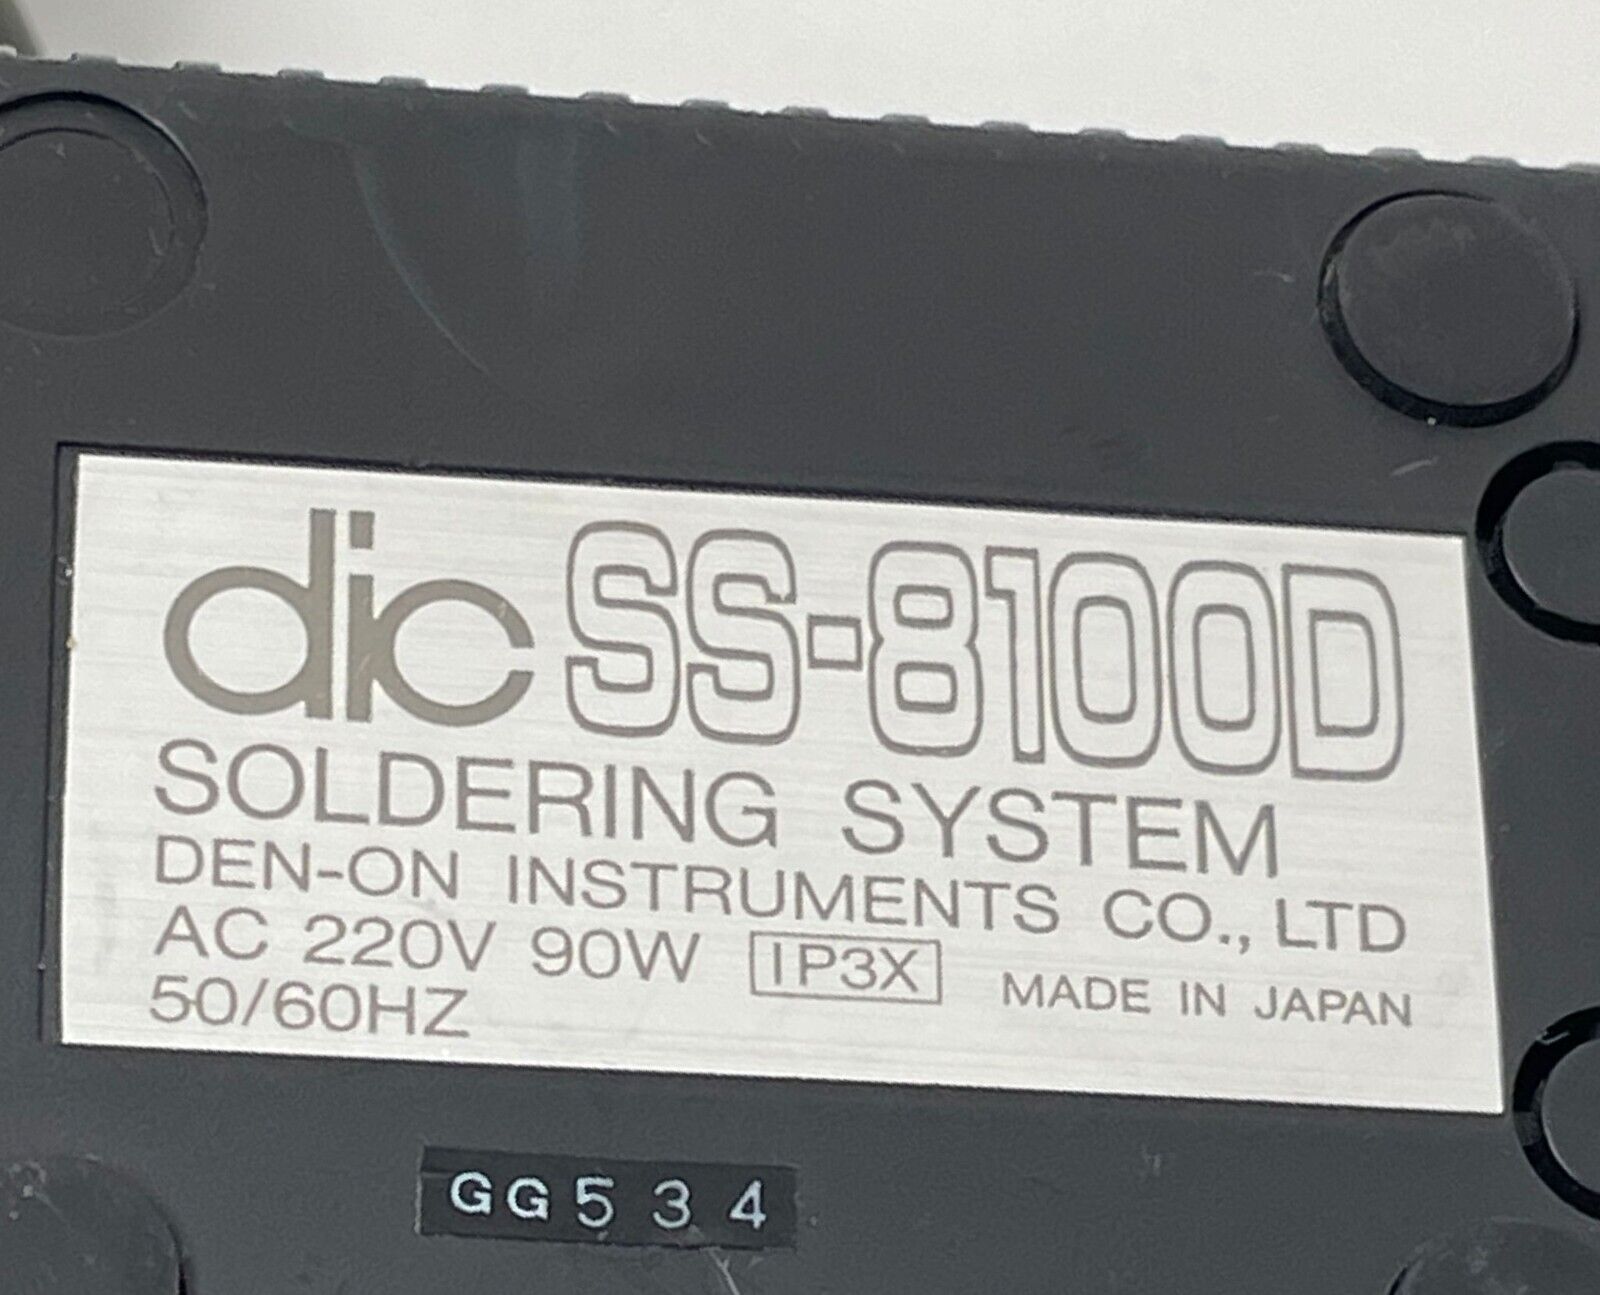 dic SS-8100D
SOLDERING SYSTEM
DEN-ON INSTRUMENTS CO., LTD
AC 220V 90W IP3X MADE IN JAPAN
50/60HZ
GG534